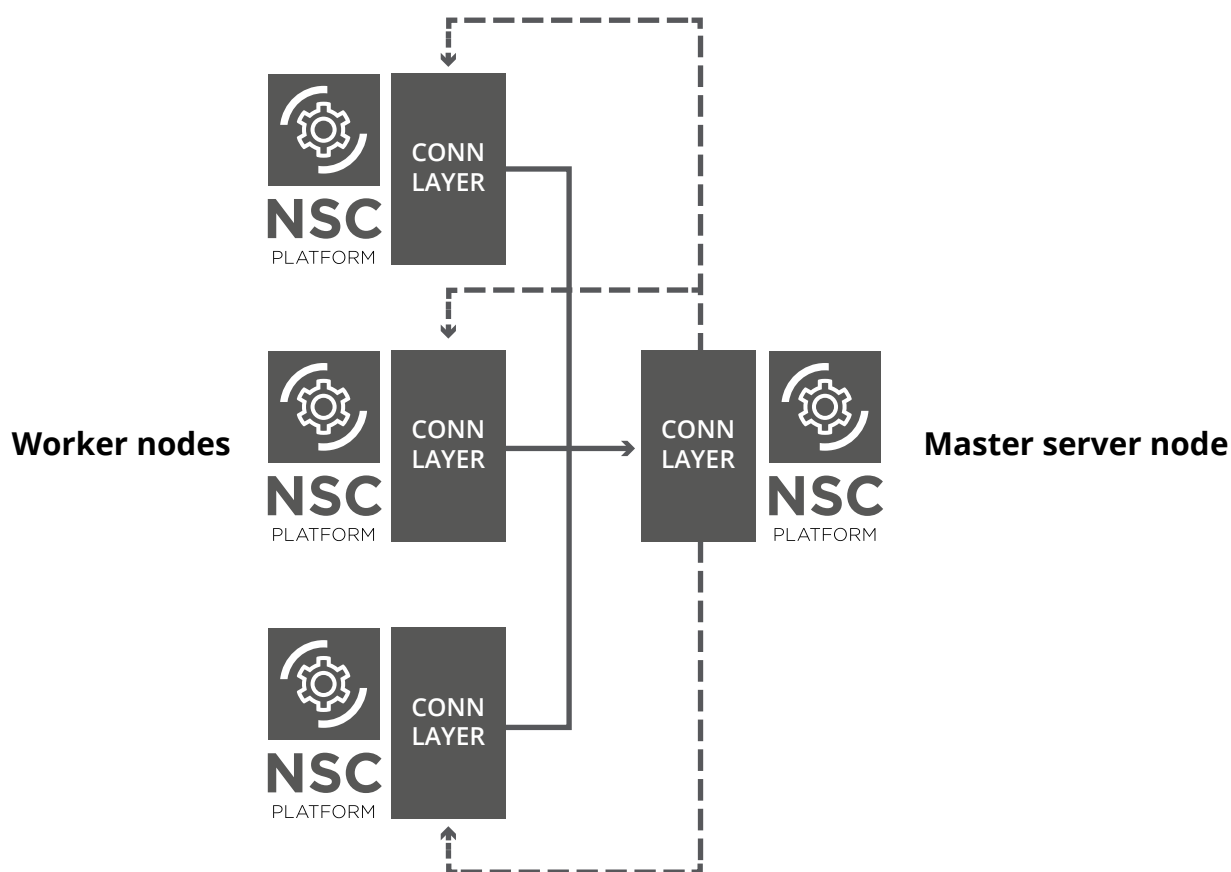 CONN
LAYER
NSC
PLATFORM
Worker nodes
CONN
LAYER
NSC
PLATFORM
CONN
LAYER
NSC
PLATFORM
Master server node
CONN
LAYER
NSC
PLATFORM